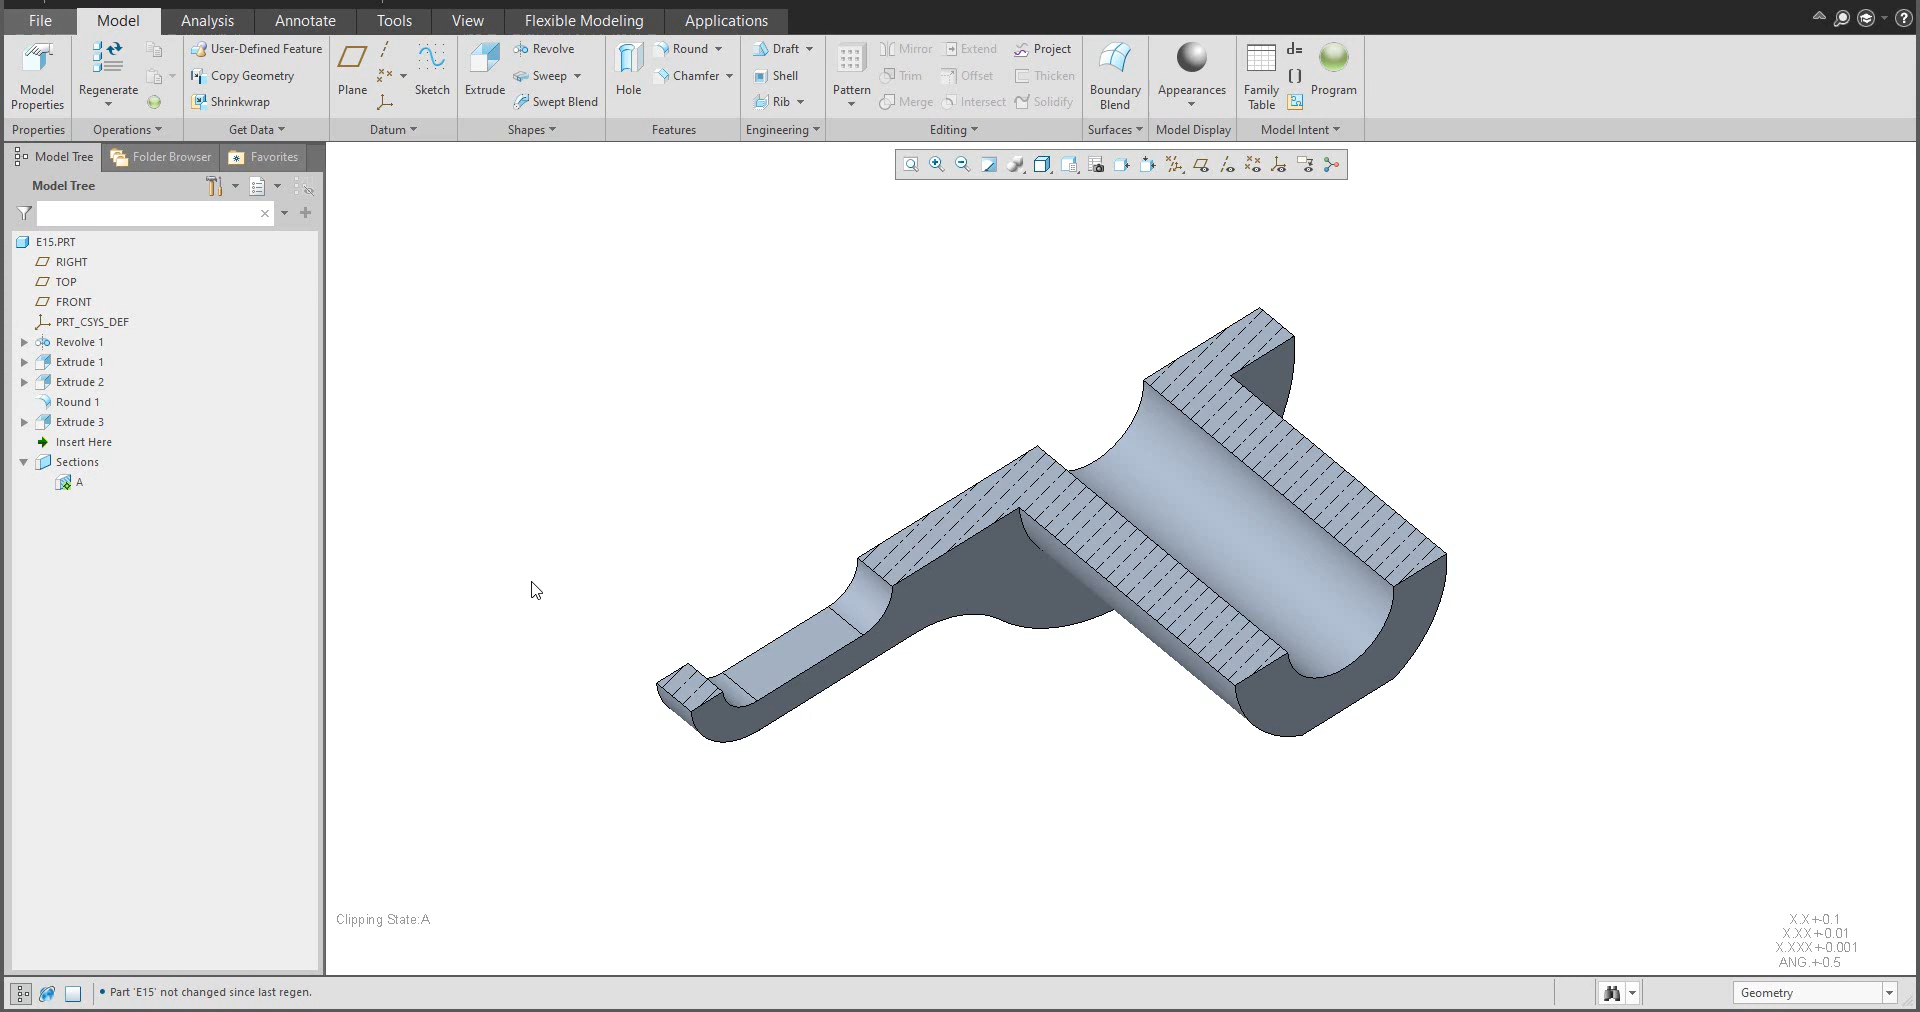 File Model Analysis Annotate Tools View Flexible Modeling Applications
Model Properties
Regenerate
User-Defined Feature
Copy Geometry
Shrinkwrap
Plane
Sketch
Extrude
Revolve
Sweep
Swept Blend
Hole
Round
Chamfer
Draft
Shell
Rib
Pattern
Mirror Extend Project
Trim Offset Thicken
Merge Intersect Solidify
Boundary Blend
Appearances
Family Table
d=
[ ]
Program
Properties Operations Get Data Datum Shapes Features Engineering Editing Surfaces Model Display Model Intent
Model Tree Folder Browser Favorites
Model Tree
E15.PRT
RIGHT
TOP
FRONT
PRT_CSYS_DEF
Revolve 1
Extrude 1
Extrude 2
Round 1
Extrude 3
Insert Here
Sections
A
Clipping State:A
X.X+-0.1
X.XX+-0.01
X.XXX+-0.001
ANG.+-0.5
• Part 'E15' not changed since last regen.
Geometry